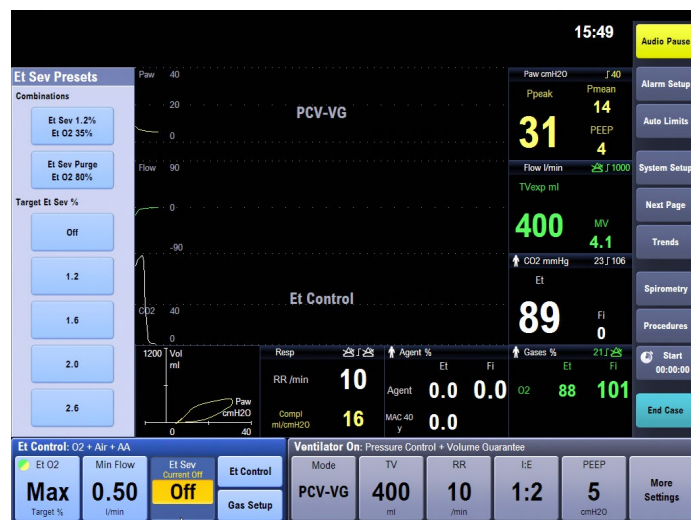 15:49
Audio Pause
Et Sev Presets
Combinations
Et Sev 1.2%
Et O2 35%
Et Sev Purge
Et O2 80%
Target Et Sev %
Off
1.2
1.6
2.0
2.6
Paw 40
20
0
PCV-VG
Flow 90
0
-90
Et Control
CO2 40
0
Paw cmH2O 40
Ppeak
31
Pmean
14
PEEP
4
Flow l/min 1000
TVexp ml
400
MV
4.1
CO2 mmHg 23 106
Et
89
Fi
0
Alarm Setup
Auto Limits
System Setup
Next Page
Trends
Spirometry
Procedures
Start
00:00:00
End Case
1200 Vol
ml
Paw
cmH2O
0 40
Resp
RR /min 10
Compl
ml/cmH2O 16
Agent %
Et Fi
Agent 0.0 0.0
MAC 40
y 0.0
Gases % 21
Et Fi
O2 88 101
Et Control: O2 + Air + AA
Et O2
Max
Target %
Min Flow
0.50
l/min
Et Sev
Current Off
Off
Et Control
Gas Setup
Ventilator On: Pressure Control + Volume Guarantee
Mode
PCV-VG
TV
400
ml
RR
10
/min
I:E
1:2
PEEP
5
cmH2O
More
Settings